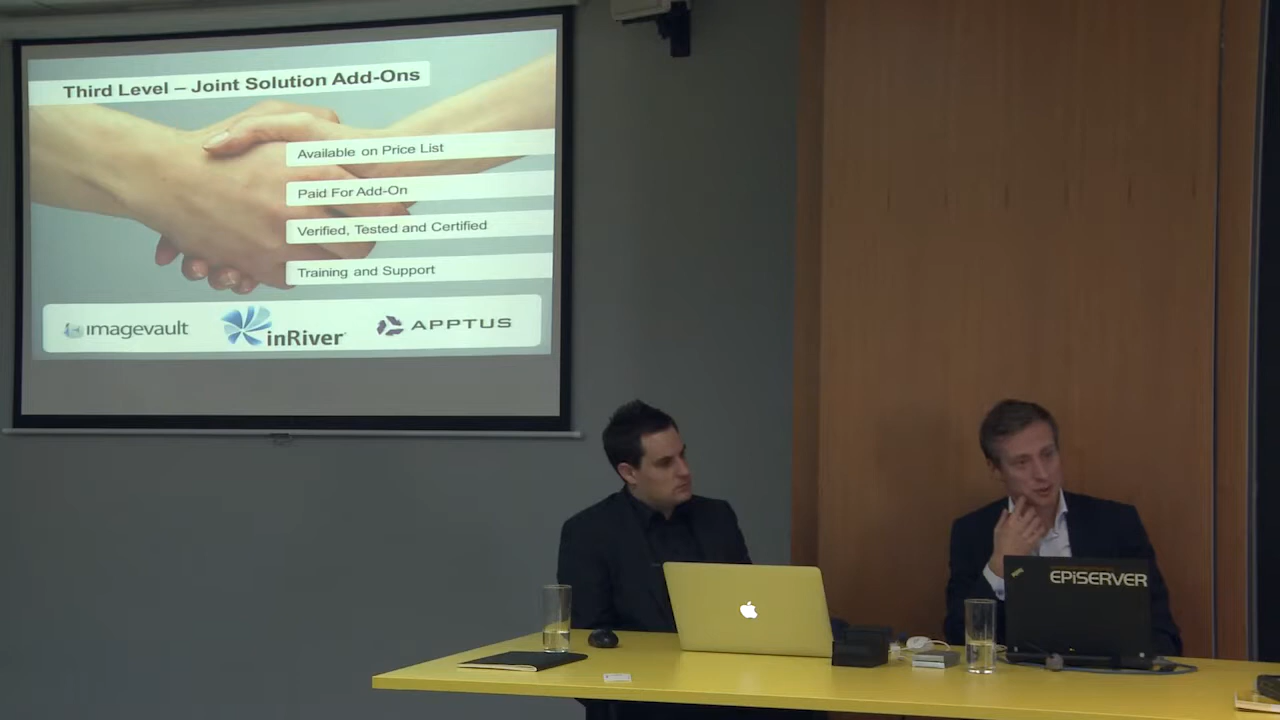 Third Level – Joint Solution Add-Ons
Available on Price List
Paid For Add-On
Verified, Tested and Certified
Training and Support
imagevault
inRiver
APPTUS
EPiSERVER